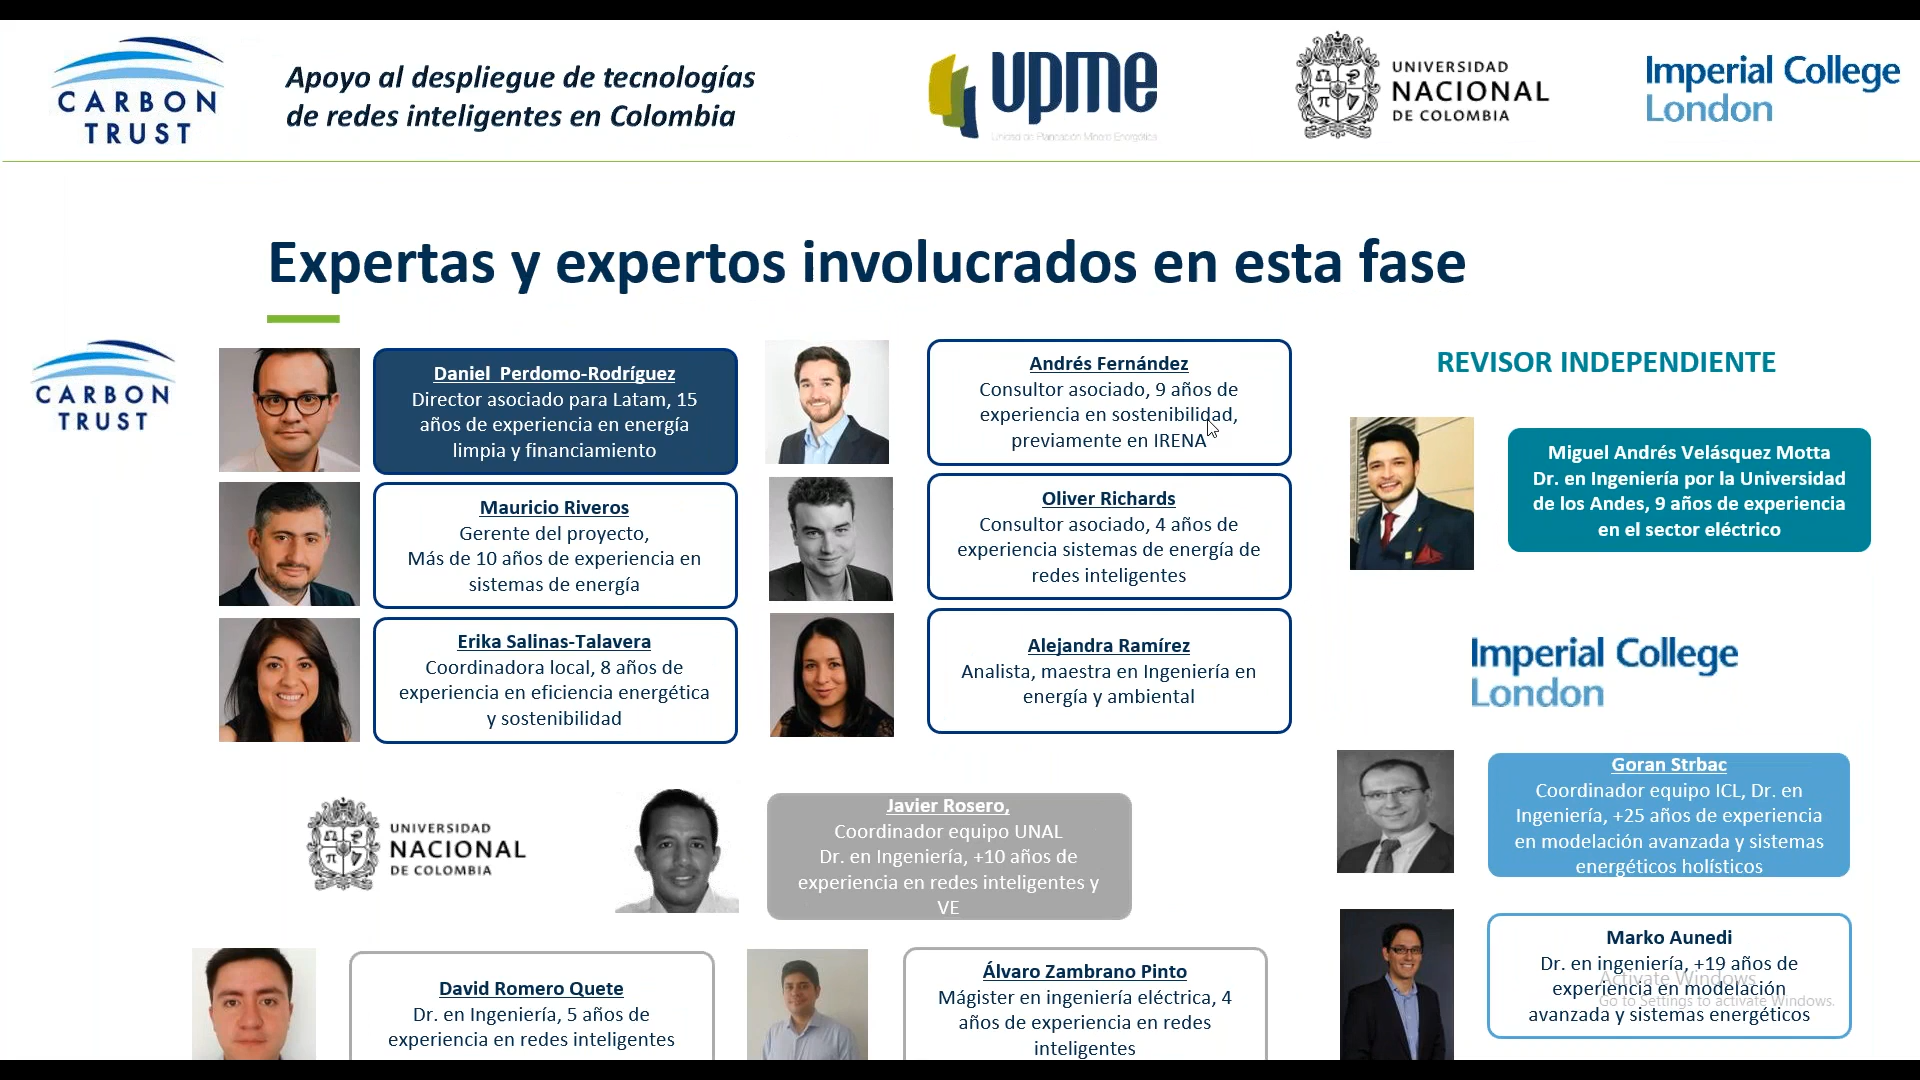 CARBON
TRUST
Apoyo al despliegue de tecnologías
de redes inteligentes en Colombia
upme
Unidad de Planeación Minero Energética
UNIVERSIDAD
NACIONAL
DE COLOMBIA
Imperial College
London
Expertas y expertos involucrados en esta fase
CARBON
TRUST
Daniel Perdomo-Rodríguez
Director asociado para Latam, 15
años de experiencia en energía
limpia y financiamiento
Mauricio Riveros
Gerente del proyecto,
Más de 10 años de experiencia en
sistemas de energía
Erika Salinas-Talavera
Coordinadora local, 8 años de
experiencia en eficiencia energética
y sostenibilidad
Andrés Fernández
Consultor asociado, 9 años de
experiencia en sostenibilidad,
previamente en IRENA
Oliver Richards
Consultor asociado, 4 años de
experiencia sistemas de energía de
redes inteligentes
Alejandra Ramírez
Analista, maestra en Ingeniería en
energía y ambiental
REVISOR INDEPENDIENTE
Miguel Andrés Velásquez Motta
Dr. en Ingeniería por la Universidad
de los Andes, 9 años de experiencia
en el sector eléctrico
Imperial College
London
Goran Strbac
Coordinador equipo ICL, Dr. en
Ingeniería, +25 años de experiencia
en modelación avanzada y sistemas
energéticos holísticos
Marko Aunedi
Dr. en ingeniería, +19 años de
experiencia en modelación
avanzada y sistemas energéticos
Activate Windows
Go to Settings to activate Windows.
UNIVERSIDAD
NACIONAL
DE COLOMBIA
Javier Rosero,
Coordinador equipo UNAL
Dr. en Ingeniería, +10 años de
experiencia en redes inteligentes y
VE
David Romero Quete
Dr. en Ingeniería, 5 años de
experiencia en redes inteligentes
Álvaro Zambrano Pinto
Mágister en ingeniería eléctrica, 4
años de experiencia en redes
inteligentes